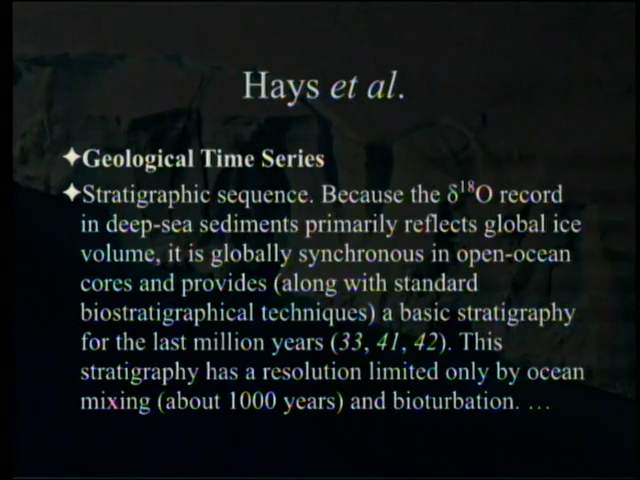 Hays et al.
✦Geological Time Series
✦Stratigraphic sequence. Because the δ¹⁸O record
in deep-sea sediments primarily reflects global ice
volume, it is globally synchronous in open-ocean
cores and provides (along with standard
biostratigraphical techniques) a basic stratigraphy
for the last million years (33, 41, 42). This
stratigraphy has a resolution limited only by ocean
mixing (about 1000 years) and bioturbation. …